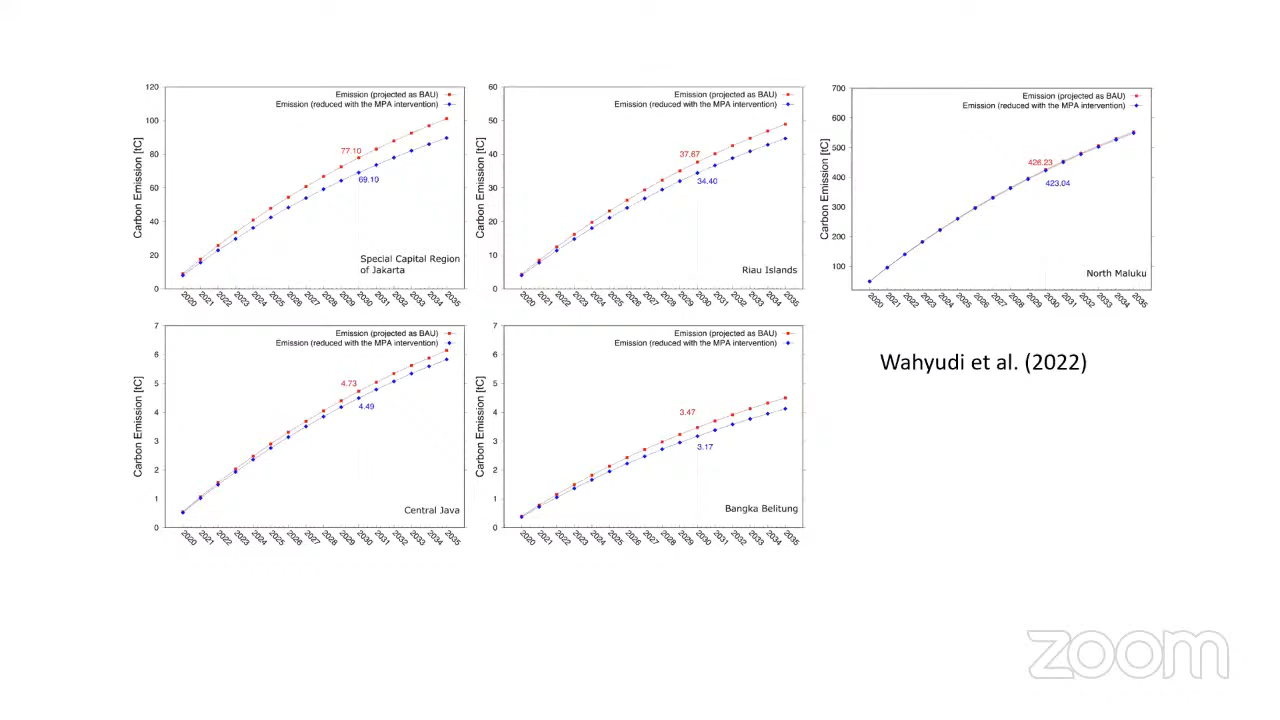 120
100
80
60
40
20
0
Carbon Emission [tC]
Emission (projected as BAU)
Emission (reduced with the MPA intervention)
77.10
69.10
Special Capital Region
of Jakarta
2020 2021 2022 2023 2024 2025 2026 2027 2028 2029 2030 2031 2032 2033 2034 2035
60
50
40
30
20
10
0
Carbon Emission [tC]
Emission (projected as BAU)
Emission (reduced with the MPA intervention)
37.67
34.40
Riau Islands
2020 2021 2022 2023 2024 2025 2026 2027 2028 2029 2030 2031 2032 2033 2034 2035
700
600
500
400
300
200
100
Carbon Emission [tC]
Emission (projected as BAU)
Emission (reduced with the MPA intervention)
426.23
423.04
North Maluku
2020 2021 2022 2023 2024 2025 2026 2027 2028 2029 2030 2031 2032 2033 2034 2035
7
6
5
4
3
2
1
0
Carbon Emission [tC]
Emission (projected as BAU)
Emission (reduced with the MPA intervention)
4.73
4.49
Central Java
2020 2021 2022 2023 2024 2025 2026 2027 2028 2029 2030 2031 2032 2033 2034 2035
7
6
5
4
3
2
1
0
Carbon Emission [tC]
Emission (projected as BAU)
Emission (reduced with the MPA intervention)
3.47
3.17
Bangka Belitung
2020 2021 2022 2023 2024 2025 2026 2027 2028 2029 2030 2031 2032 2033 2034 2035
Wahyudi et al. (2022)
zoom